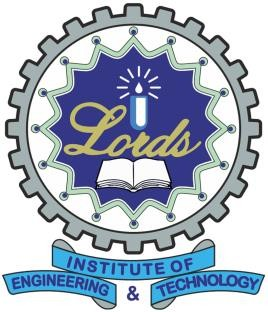 Lords
INSTITUTE OF
ENGINEERING & TECHNOLOGY